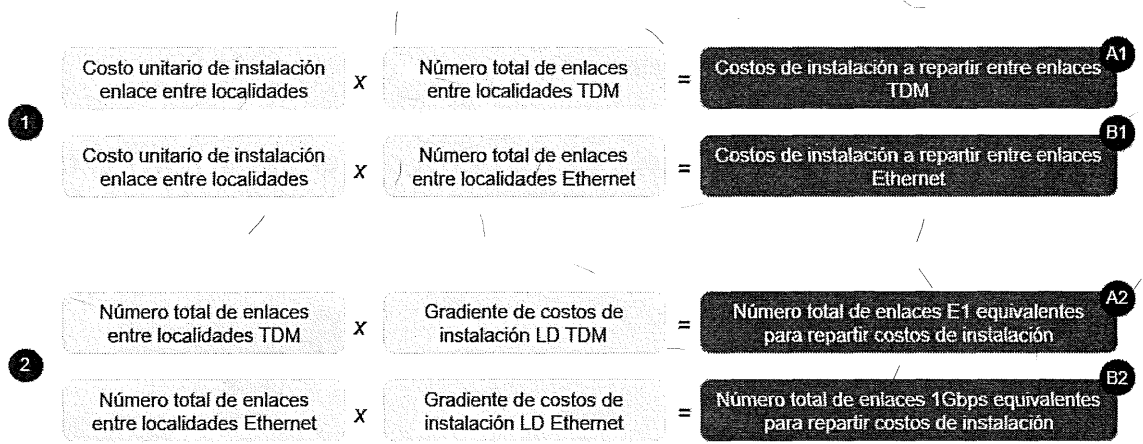 Costo unitario de instalación
enlace entre localidades
x
Número total de enlaces
entre localidades TDM
=
Costos de instalación a repartir entre enlaces
TDM
A1
1
Costo unitario de instalación
enlace entre localidades
x
Número total de enlaces
entre localidades Ethernet
=
Costos de instalación a repartir entre enlaces
Ethernet
B1
Número total de enlaces
entre localidades TDM
x
Gradiente de costos de
instalación LD TDM
=
Número total de enlaces E1 equivalentes
para repartir costos de instalación
A2
2
Número total de enlaces
entre localidades Ethernet
x
Gradiente de costos de
instalación LD Ethernet
=
Número total de enlaces 1Gbps equivalentes
para repartir costos de instalación
B2